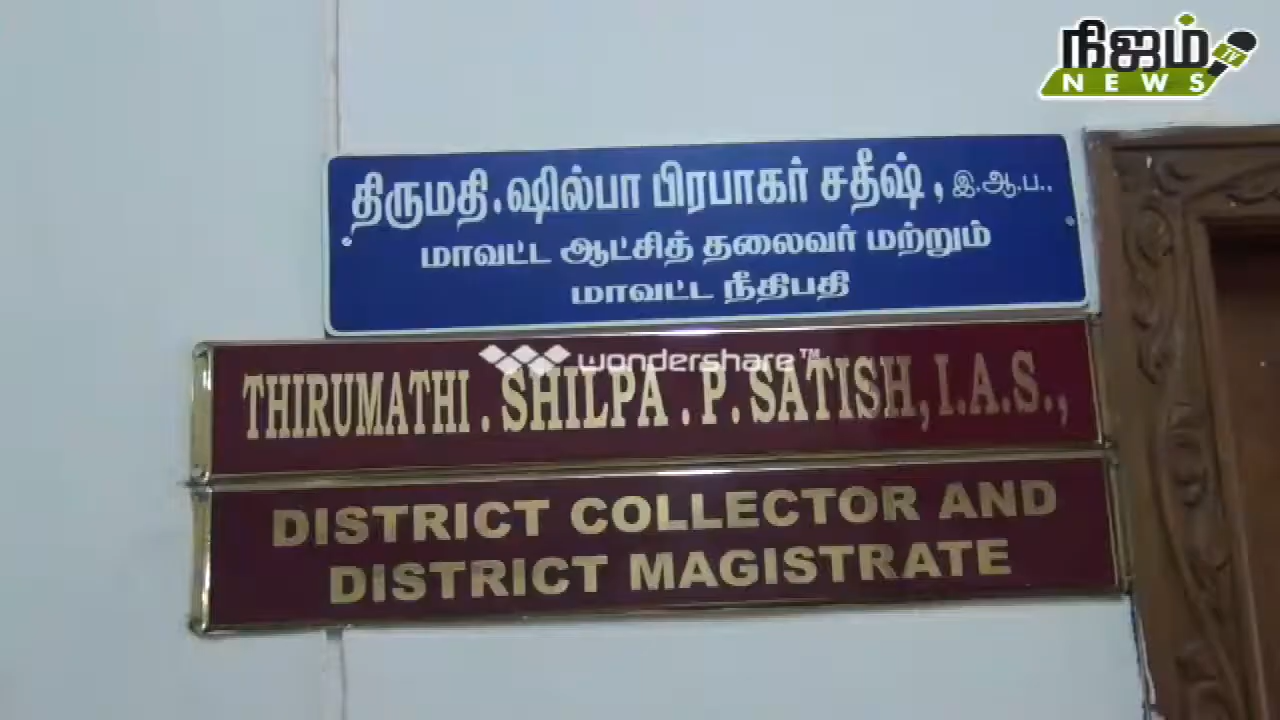 நிஜம்
TV
NEWS
திருமதி.ஷில்பா பிரபாகர் சதீஷ், இ.ஆ.ப.,
மாவட்ட ஆட்சித் தலைவர் மற்றும்
மாவட்ட நீதிபதி
wondershare™
THIRUMATHI . SHILPA . P. SATISH, I.A.S.,
DISTRICT COLLECTOR AND
DISTRICT MAGISTRATE